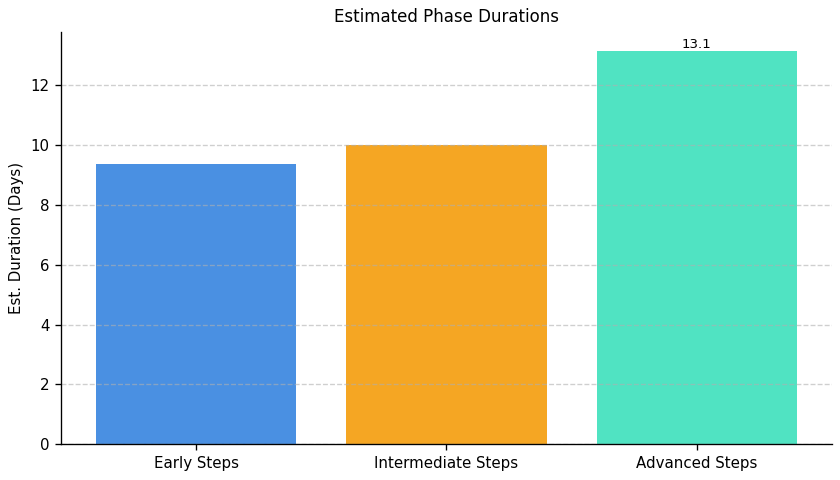 Estimated Phase Durations
13.1
12
10
8
6
4
2
0
Est. Duration (Days)
Early Steps
Intermediate Steps
Advanced Steps